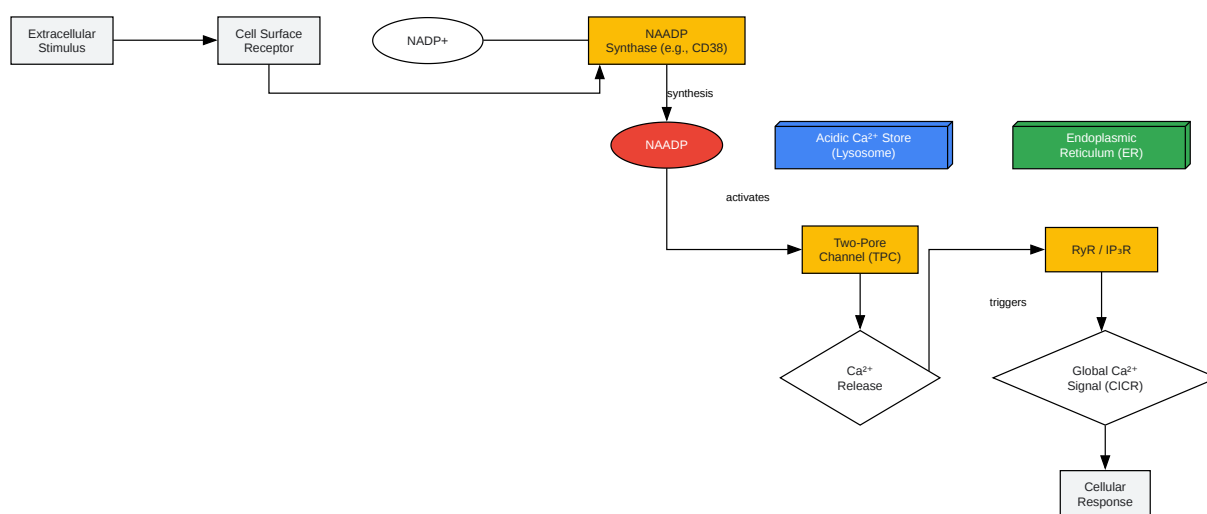 Extracellular
Stimulus
Cell Surface
Receptor
NADP+
NAADP
Synthase (e.g., CD38)
synthesis
NAADP
Acidic Ca²⁺ Store
(Lysosome)
Endoplasmic
Reticulum (ER)
activates
Two-Pore
Channel (TPC)
RyR / IP₃R
triggers
Ca²⁺
Release
Global Ca²⁺
Signal (CICR)
Cellular
Response